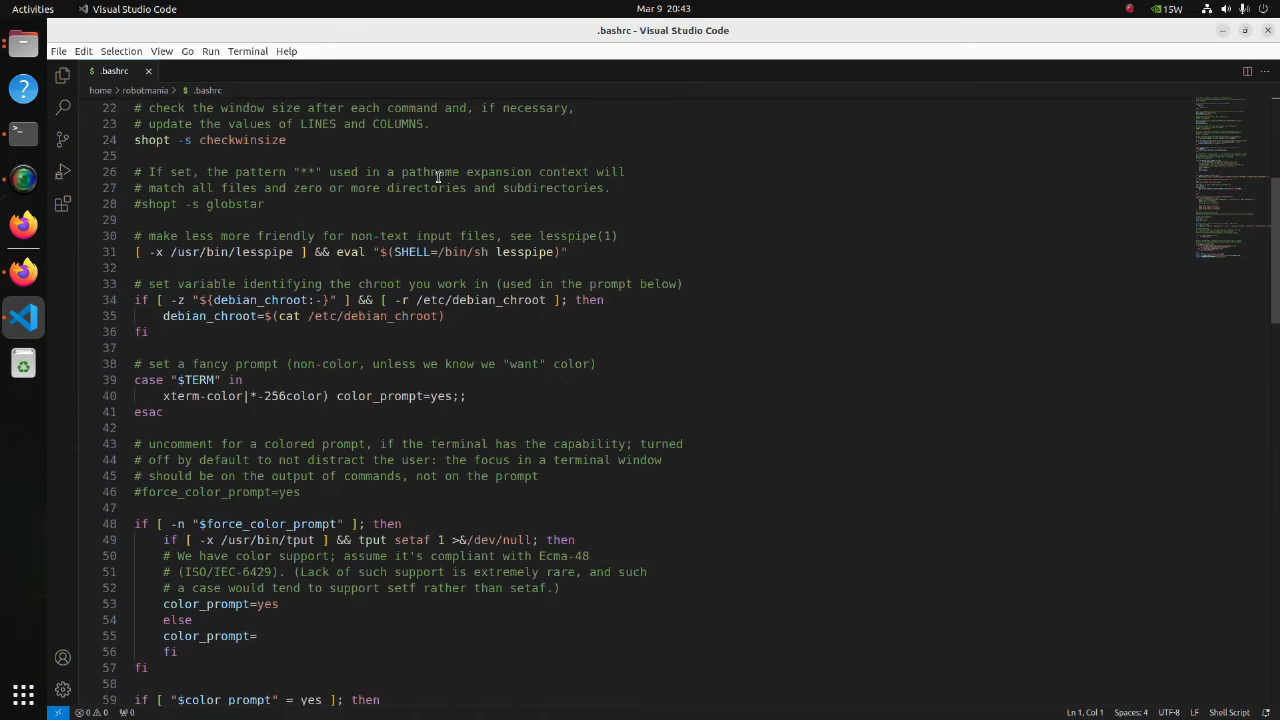 Activities
Visual Studio Code
Mar 9 20:43
15W
.bashrc - Visual Studio Code
File Edit Selection View Go Run Terminal Help
$ .bashrc
home > robotmania > $ .bashrc
22 # check the window size after each command and, if necessary,
23 # update the values of LINES and COLUMNS.
24 shopt -s checkwinsize
25
26 # If set, the pattern "**" used in a pathname expansion context will
27 # match all files and zero or more directories and subdirectories.
28 #shopt -s globstar
29
30 # make less more friendly for non-text input files, see lesspipe(1)
31 [ -x /usr/bin/lesspipe ] && eval "$(SHELL=/bin/sh lesspipe)"
32
33 # set variable identifying the chroot you work in (used in the prompt below)
34 if [ -z "${debian_chroot:-}" ] && [ -r /etc/debian_chroot ]; then
35     debian_chroot=$(cat /etc/debian_chroot)
36 fi
37
38 # set a fancy prompt (non-color, unless we know we "want" color)
39 case "$TERM" in
40     xterm-color|*-256color) color_prompt=yes;;
41 esac
42
43 # uncomment for a colored prompt, if the terminal has the capability; turned
44 # off by default to not distract the user: the focus in a terminal window
45 # should be on the output of commands, not on the prompt
46 #force_color_prompt=yes
47
48 if [ -n "$force_color_prompt" ]; then
49     if [ -x /usr/bin/tput ] && tput setaf 1 >&/dev/null; then
50     # We have color support; assume it's compliant with Ecma-48
51     # (ISO/IEC-6429). (Lack of such support is extremely rare, and such
52     # a case would tend to support setf rather than setaf.)
53     color_prompt=yes
54     else
55     color_prompt=
56     fi
57 fi
58
59 if [ "$color_prompt" = yes ]; then
0 0 0
Ln 1, Col 1 Spaces: 4 UTF-8 LF Shell Script